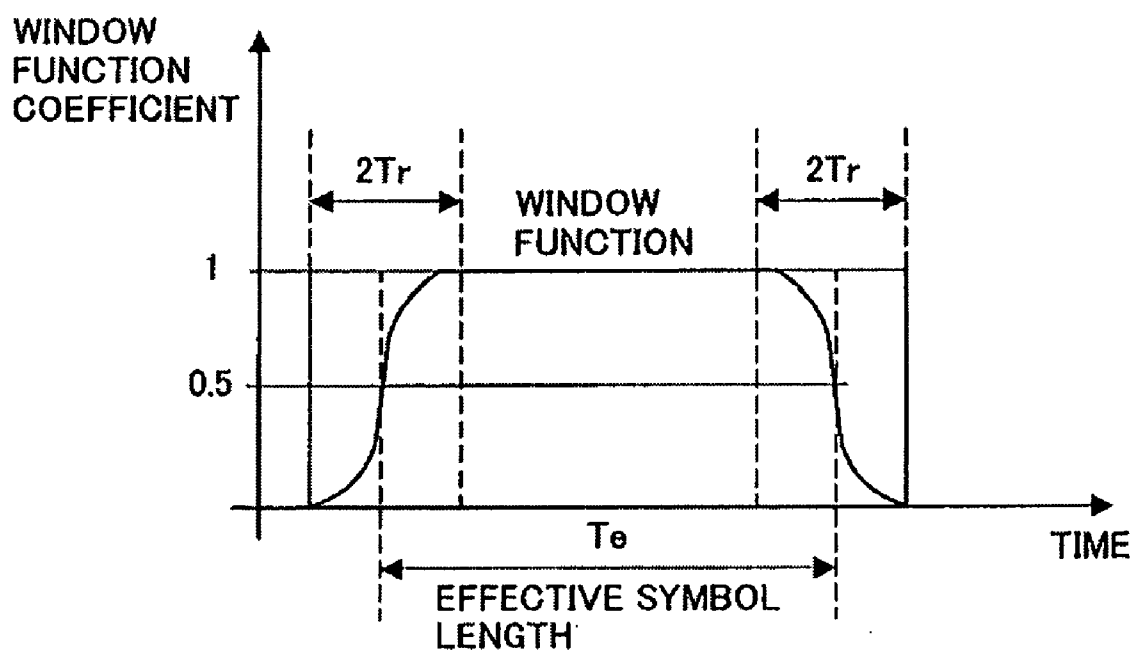 WINDOW
FUNCTION
COEFFICIENT
2Tr
2Tr
WINDOW
FUNCTION
1
0.5
Te
TIME
EFFECTIVE SYMBOL
LENGTH